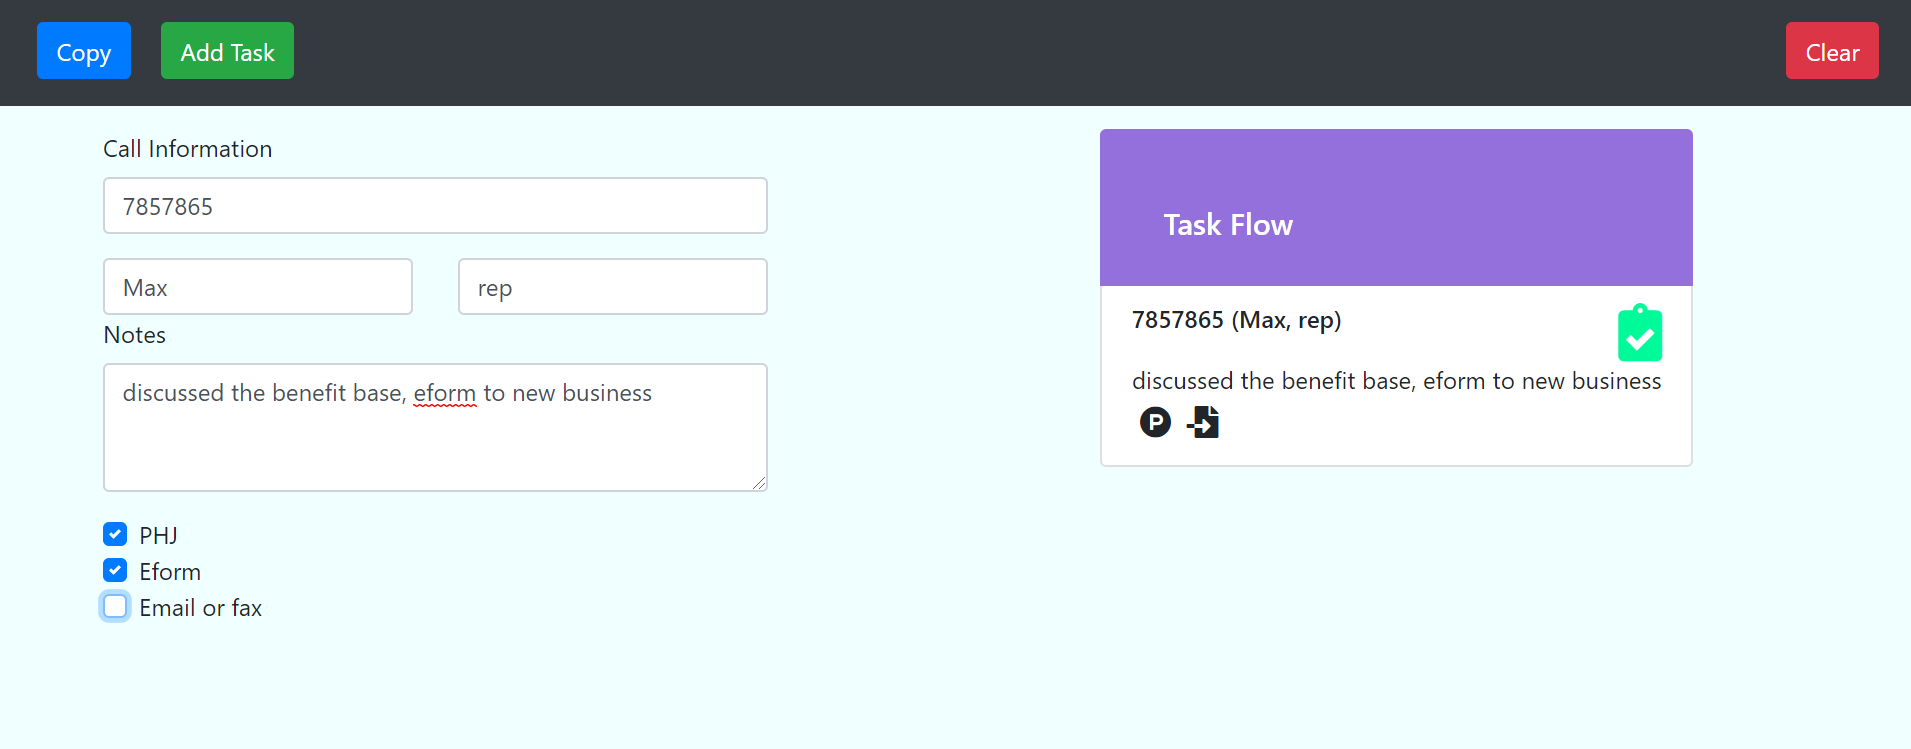 Copy
Add Task
Clear
Call Information
7857865
Max
rep
Notes
discussed the benefit base, eform to new business
PHJ
Eform
Email or fax
Task Flow
7857865 (Max, rep)
discussed the benefit base, eform to new business
P